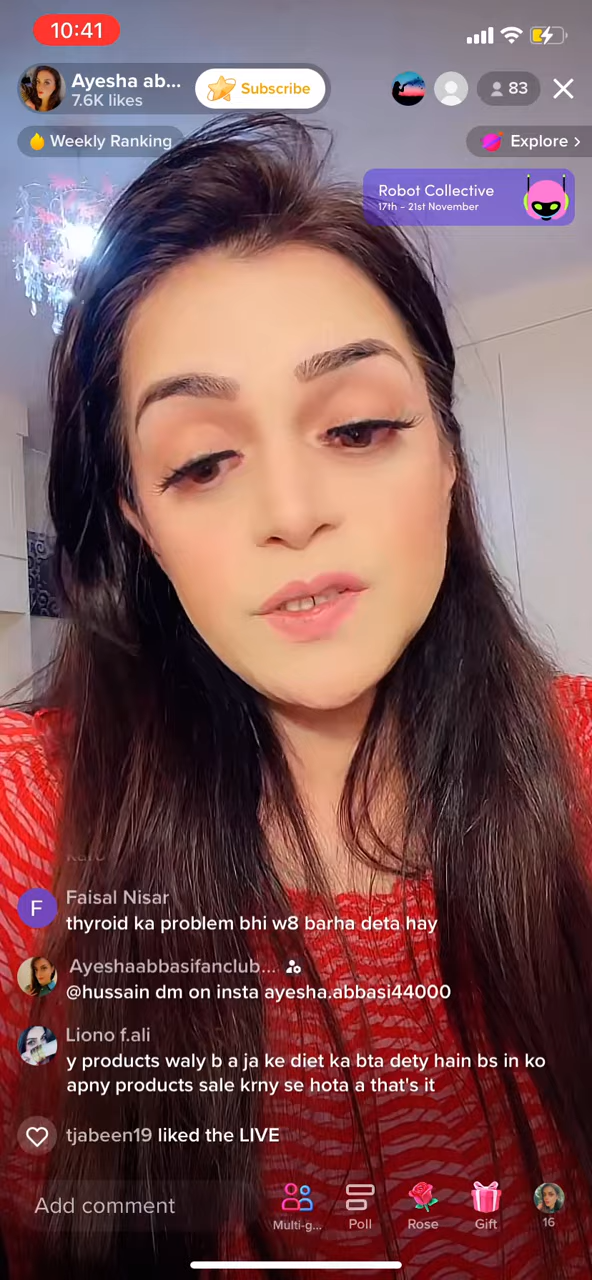 10:41
Ayesha ab...
7.6K likes
Subscribe
83
Weekly Ranking
Explore >
Robot Collective
17th - 21st November
F
Faisal Nisar
thyroid ka problem bhi w8 barha deta hay
Ayeshaabbasifanclub...
@hussain dm on insta ayesha.abbasi44000
Liono f.ali
y products waly b a ja ke diet ka bta dety hain bs in ko
apny products sale krny se hota a that's it
tjabeen19 liked the LIVE
Add comment
Multi-g...
Poll
Rose
Gift
16